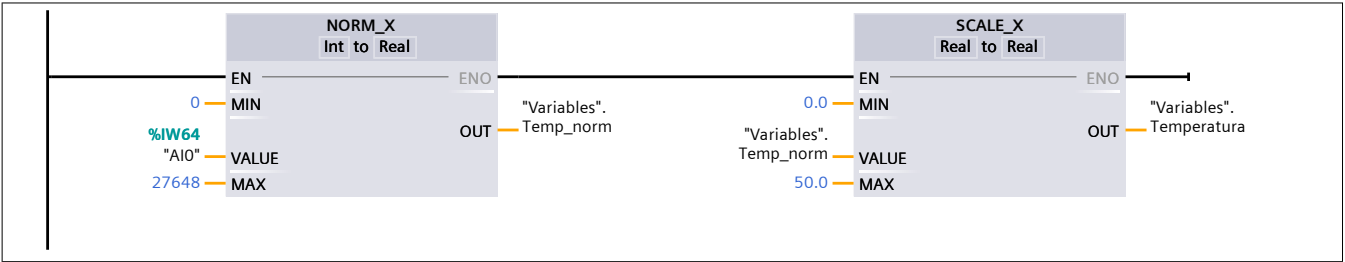 NORM_X
Int to Real
EN
ENO
0
MIN
"Variables".
Temp_norm
OUT
%IW64
"AI0"
VALUE
27648
MAX
SCALE_X
Real to Real
EN
ENO
0.0
MIN
"Variables".
Temperatura
OUT
"Variables".
Temp_norm
VALUE
50.0
MAX